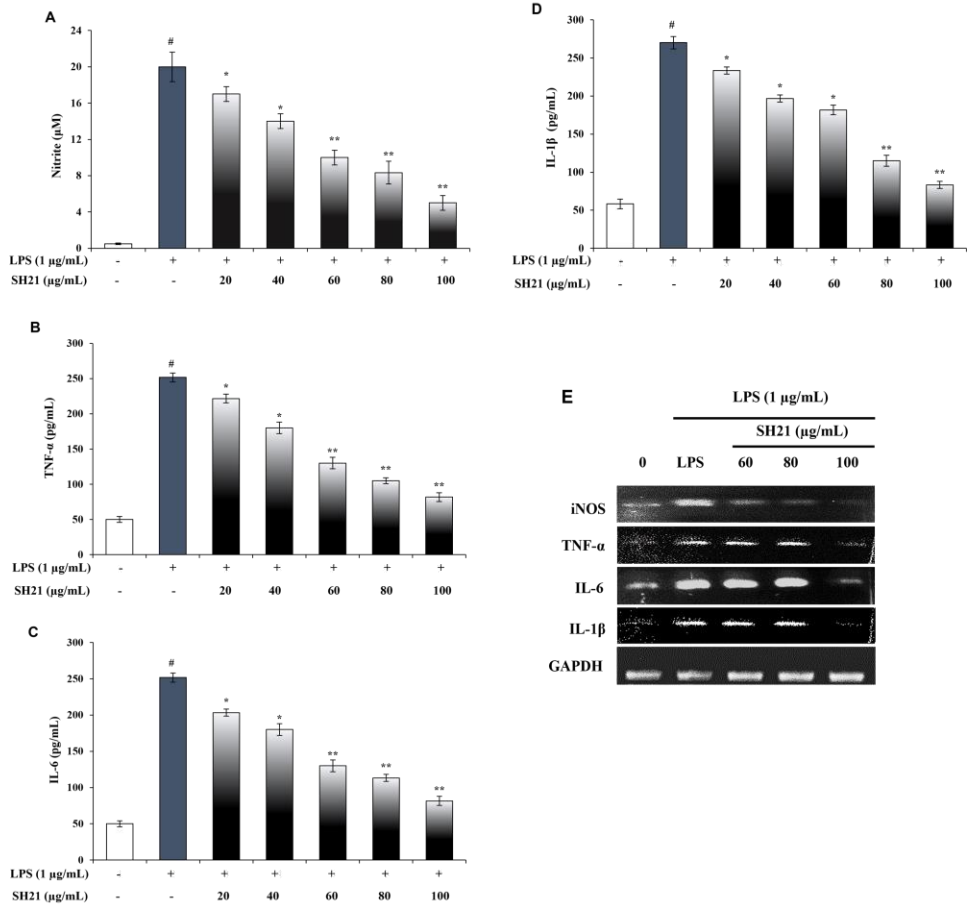 A
24
#
20
*
16
*
12
**
**
8
**
4
0
Nitrite (µM)
LPS (1 µg/mL) - + + + + + +
SH21 (µg/mL) - - 20 40 60 80 100
B
300
#
250
*
200
*
150
**
**
100
**
50
0
TNF-α (pg/mL)
LPS (1 µg/mL) - + + + + + +
SH21 (µg/mL) - - 20 40 60 80 100
C
300
#
250
*
200
*
150
**
**
100
**
50
0
IL-6 (pg/mL)
LPS (1 µg/mL) - + + + + + +
SH21 (µg/mL) - - 20 40 60 80 100
D
300
#
250
*
200
*
*
150
**
100
**
50
0
IL-1β (pg/mL)
LPS (1 µg/mL) - + + + + + +
SH21 (µg/mL) - - 20 40 60 80 100
E
LPS (1 µg/mL)
SH21 (µg/mL)
0 LPS 60 80 100
iNOS
TNF-α
IL-6
IL-1β
GAPDH